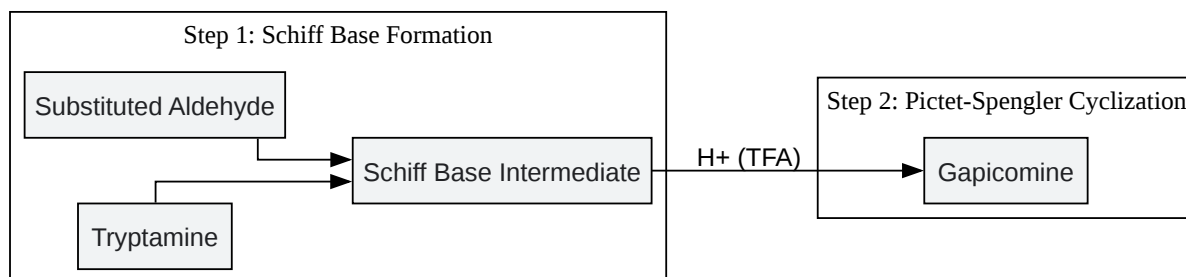 Step 1: Schiff Base Formation
Substituted Aldehyde
Tryptamine
Schiff Base Intermediate
H+ (TFA)
Step 2: Pictet-Spengler Cyclization
Gapicomine